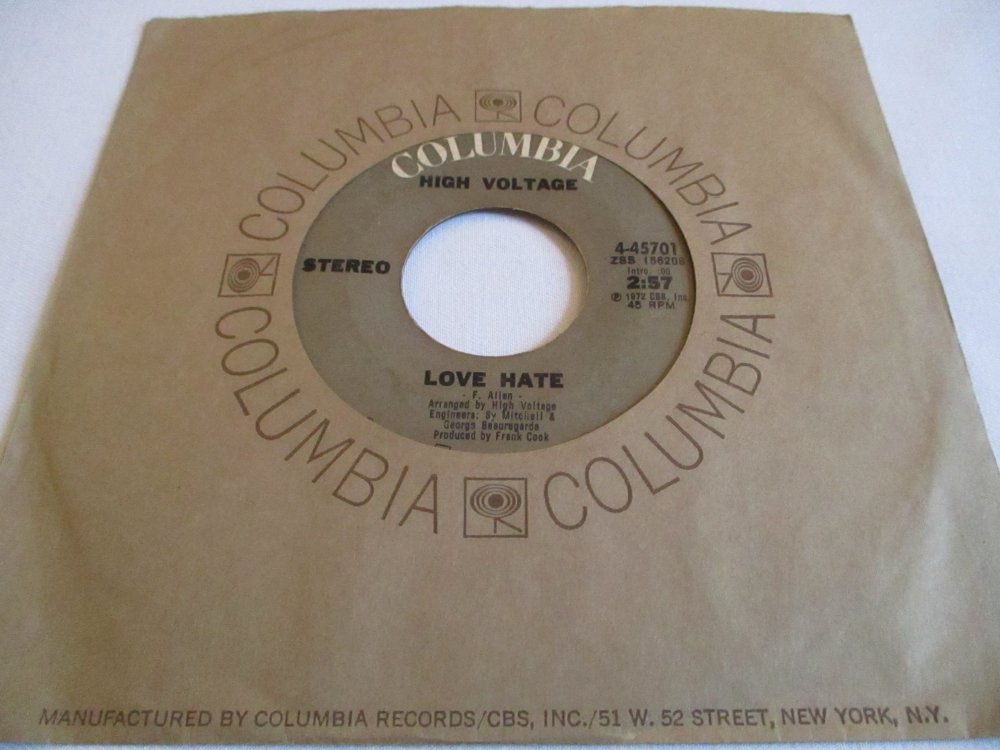 COLUMBIA COLUMBIA
COLUMBIA
HIGH VOLTAGE
STEREO
4-45701
ZSS 156208
Intro. :00
2:57
℗ 1972 CBS, Inc.
45 RPM
LOVE HATE
- F. Allen -
Arranged by High Voltage
Engineers: Sy Mitchell &
George Beauregarde
Produced by Frank Cook
COLUMBIA COLUMBIA
MANUFACTURED BY COLUMBIA RECORDS/CBS, INC./51 W. 52 STREET, NEW YORK, N.Y.